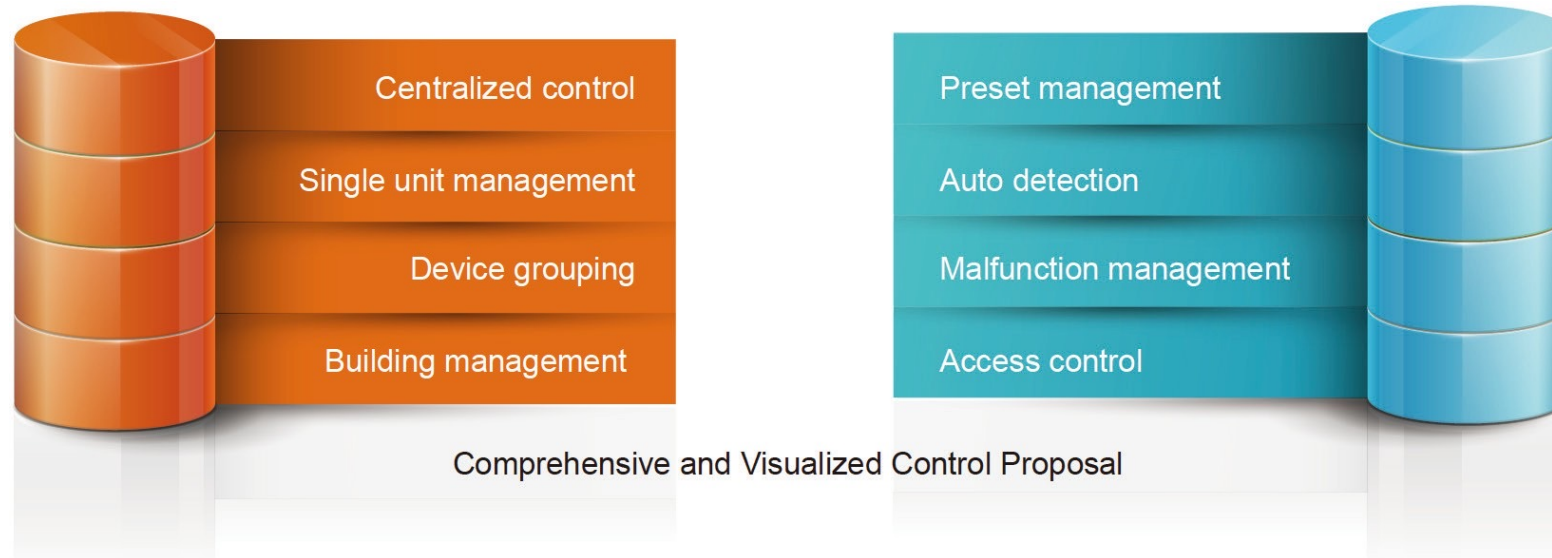 Centralized control
Single unit management
Device grouping
Building management
Preset management
Auto detection
Malfunction management
Access control
Comprehensive and Visualized Control Proposal